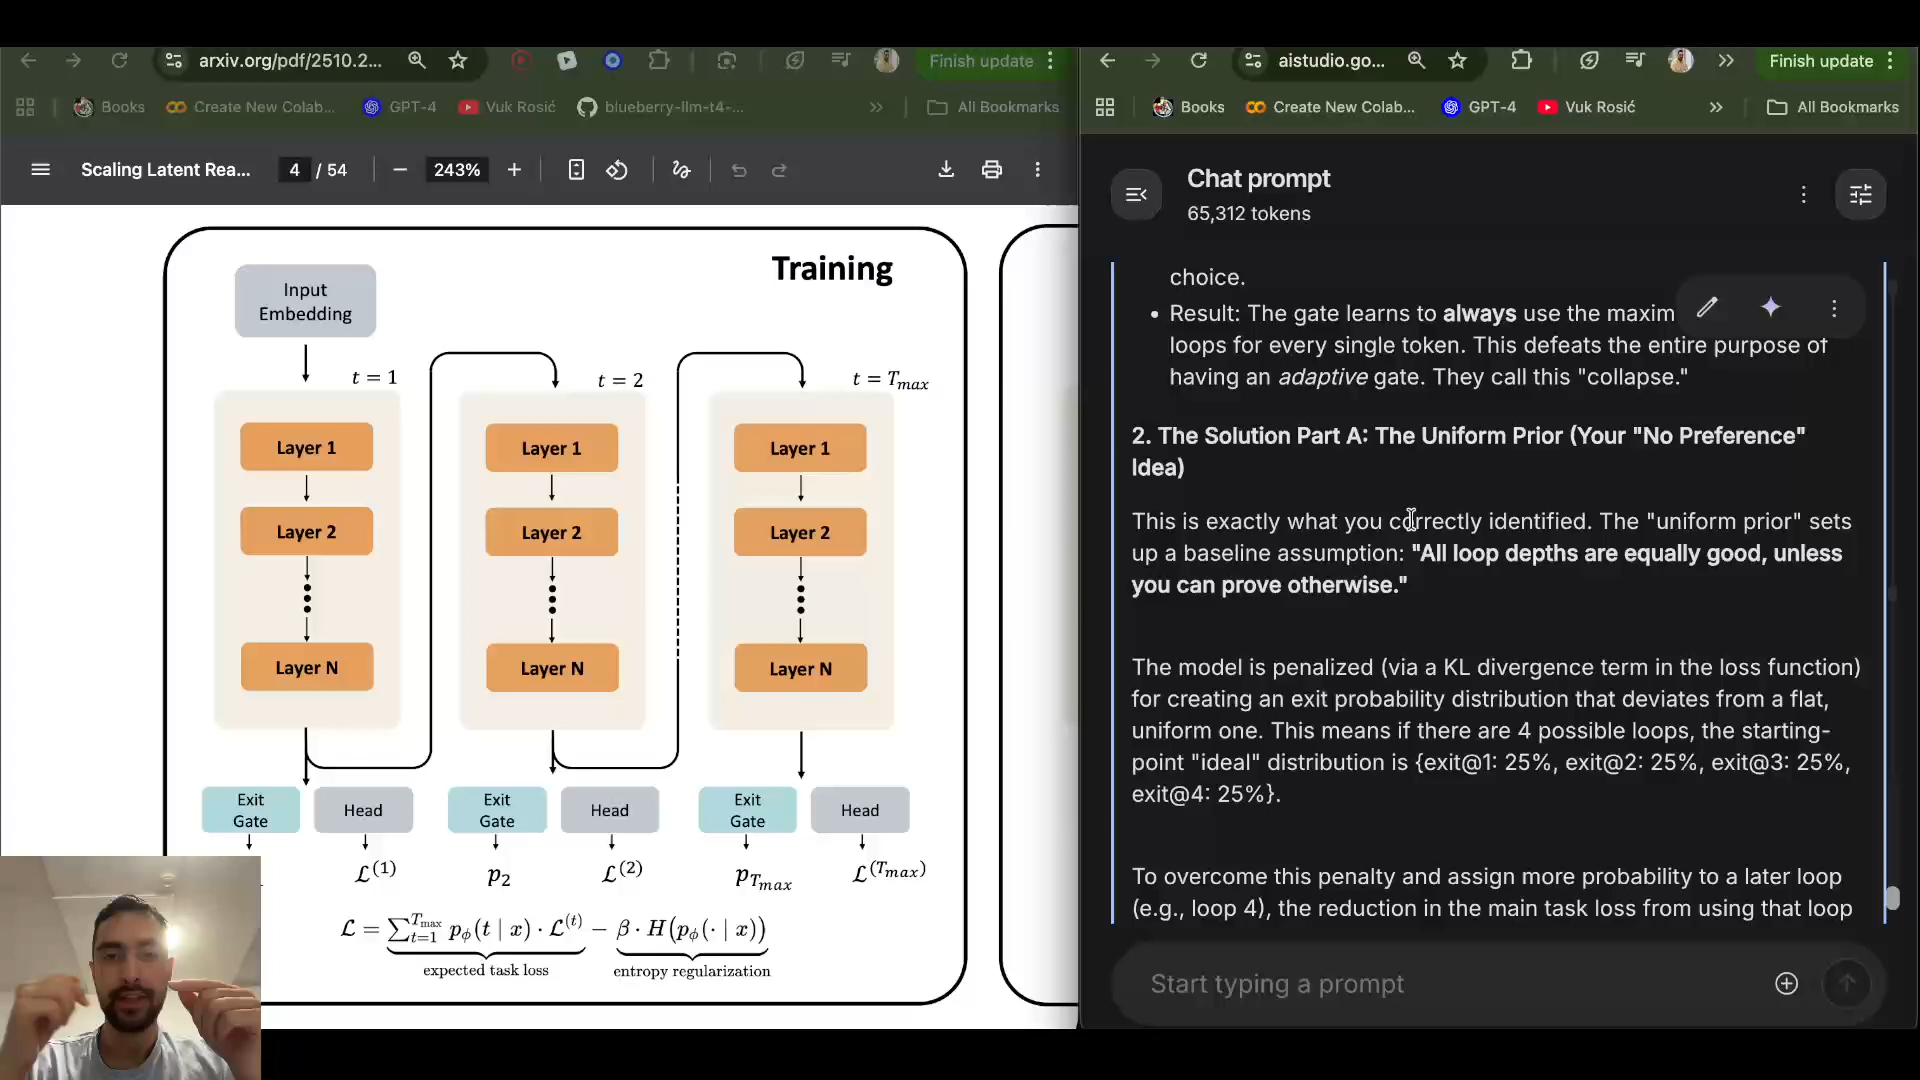 arxiv.org/pdf/2510.2...
Finish update
Books
Create New Colab...
GPT-4
Vuk Rosić
blueberry-llm-t4-...
All Bookmarks
Scaling Latent Rea...
4 / 54
243%
Training
Input
Embedding
t = 1
t = 2
t = Tmax
Layer 1
Layer 1
Layer 1
Layer 2
Layer 2
Layer 2
Layer N
Layer N
Layer N
Exit
Gate
Head
Exit
Gate
Head
Exit
Gate
Head
ℒ(1)
p2
ℒ(2)
pTmax
ℒ(Tmax)
ℒ = ∑t=1Tmax pϕ(t | x) · ℒ(t) − β · H(pϕ(· | x))
expected task loss
entropy regularization
aistudio.go...
Finish update
Books
Create New Colab...
GPT-4
Vuk Rosić
All Bookmarks
Chat prompt
65,312 tokens
choice.
• Result: The gate learns to always use the maxim
loops for every single token. This defeats the entire purpose of
having an adaptive gate. They call this "collapse."
2. The Solution Part A: The Uniform Prior (Your "No Preference"
Idea)
This is exactly what you correctly identified. The "uniform prior" sets
up a baseline assumption: "All loop depths are equally good, unless
you can prove otherwise."
The model is penalized (via a KL divergence term in the loss function)
for creating an exit probability distribution that deviates from a flat,
uniform one. This means if there are 4 possible loops, the starting-
point "ideal" distribution is {exit@1: 25%, exit@2: 25%, exit@3: 25%,
exit@4: 25%}.
To overcome this penalty and assign more probability to a later loop
(e.g., loop 4), the reduction in the main task loss from using that loop
Start typing a prompt